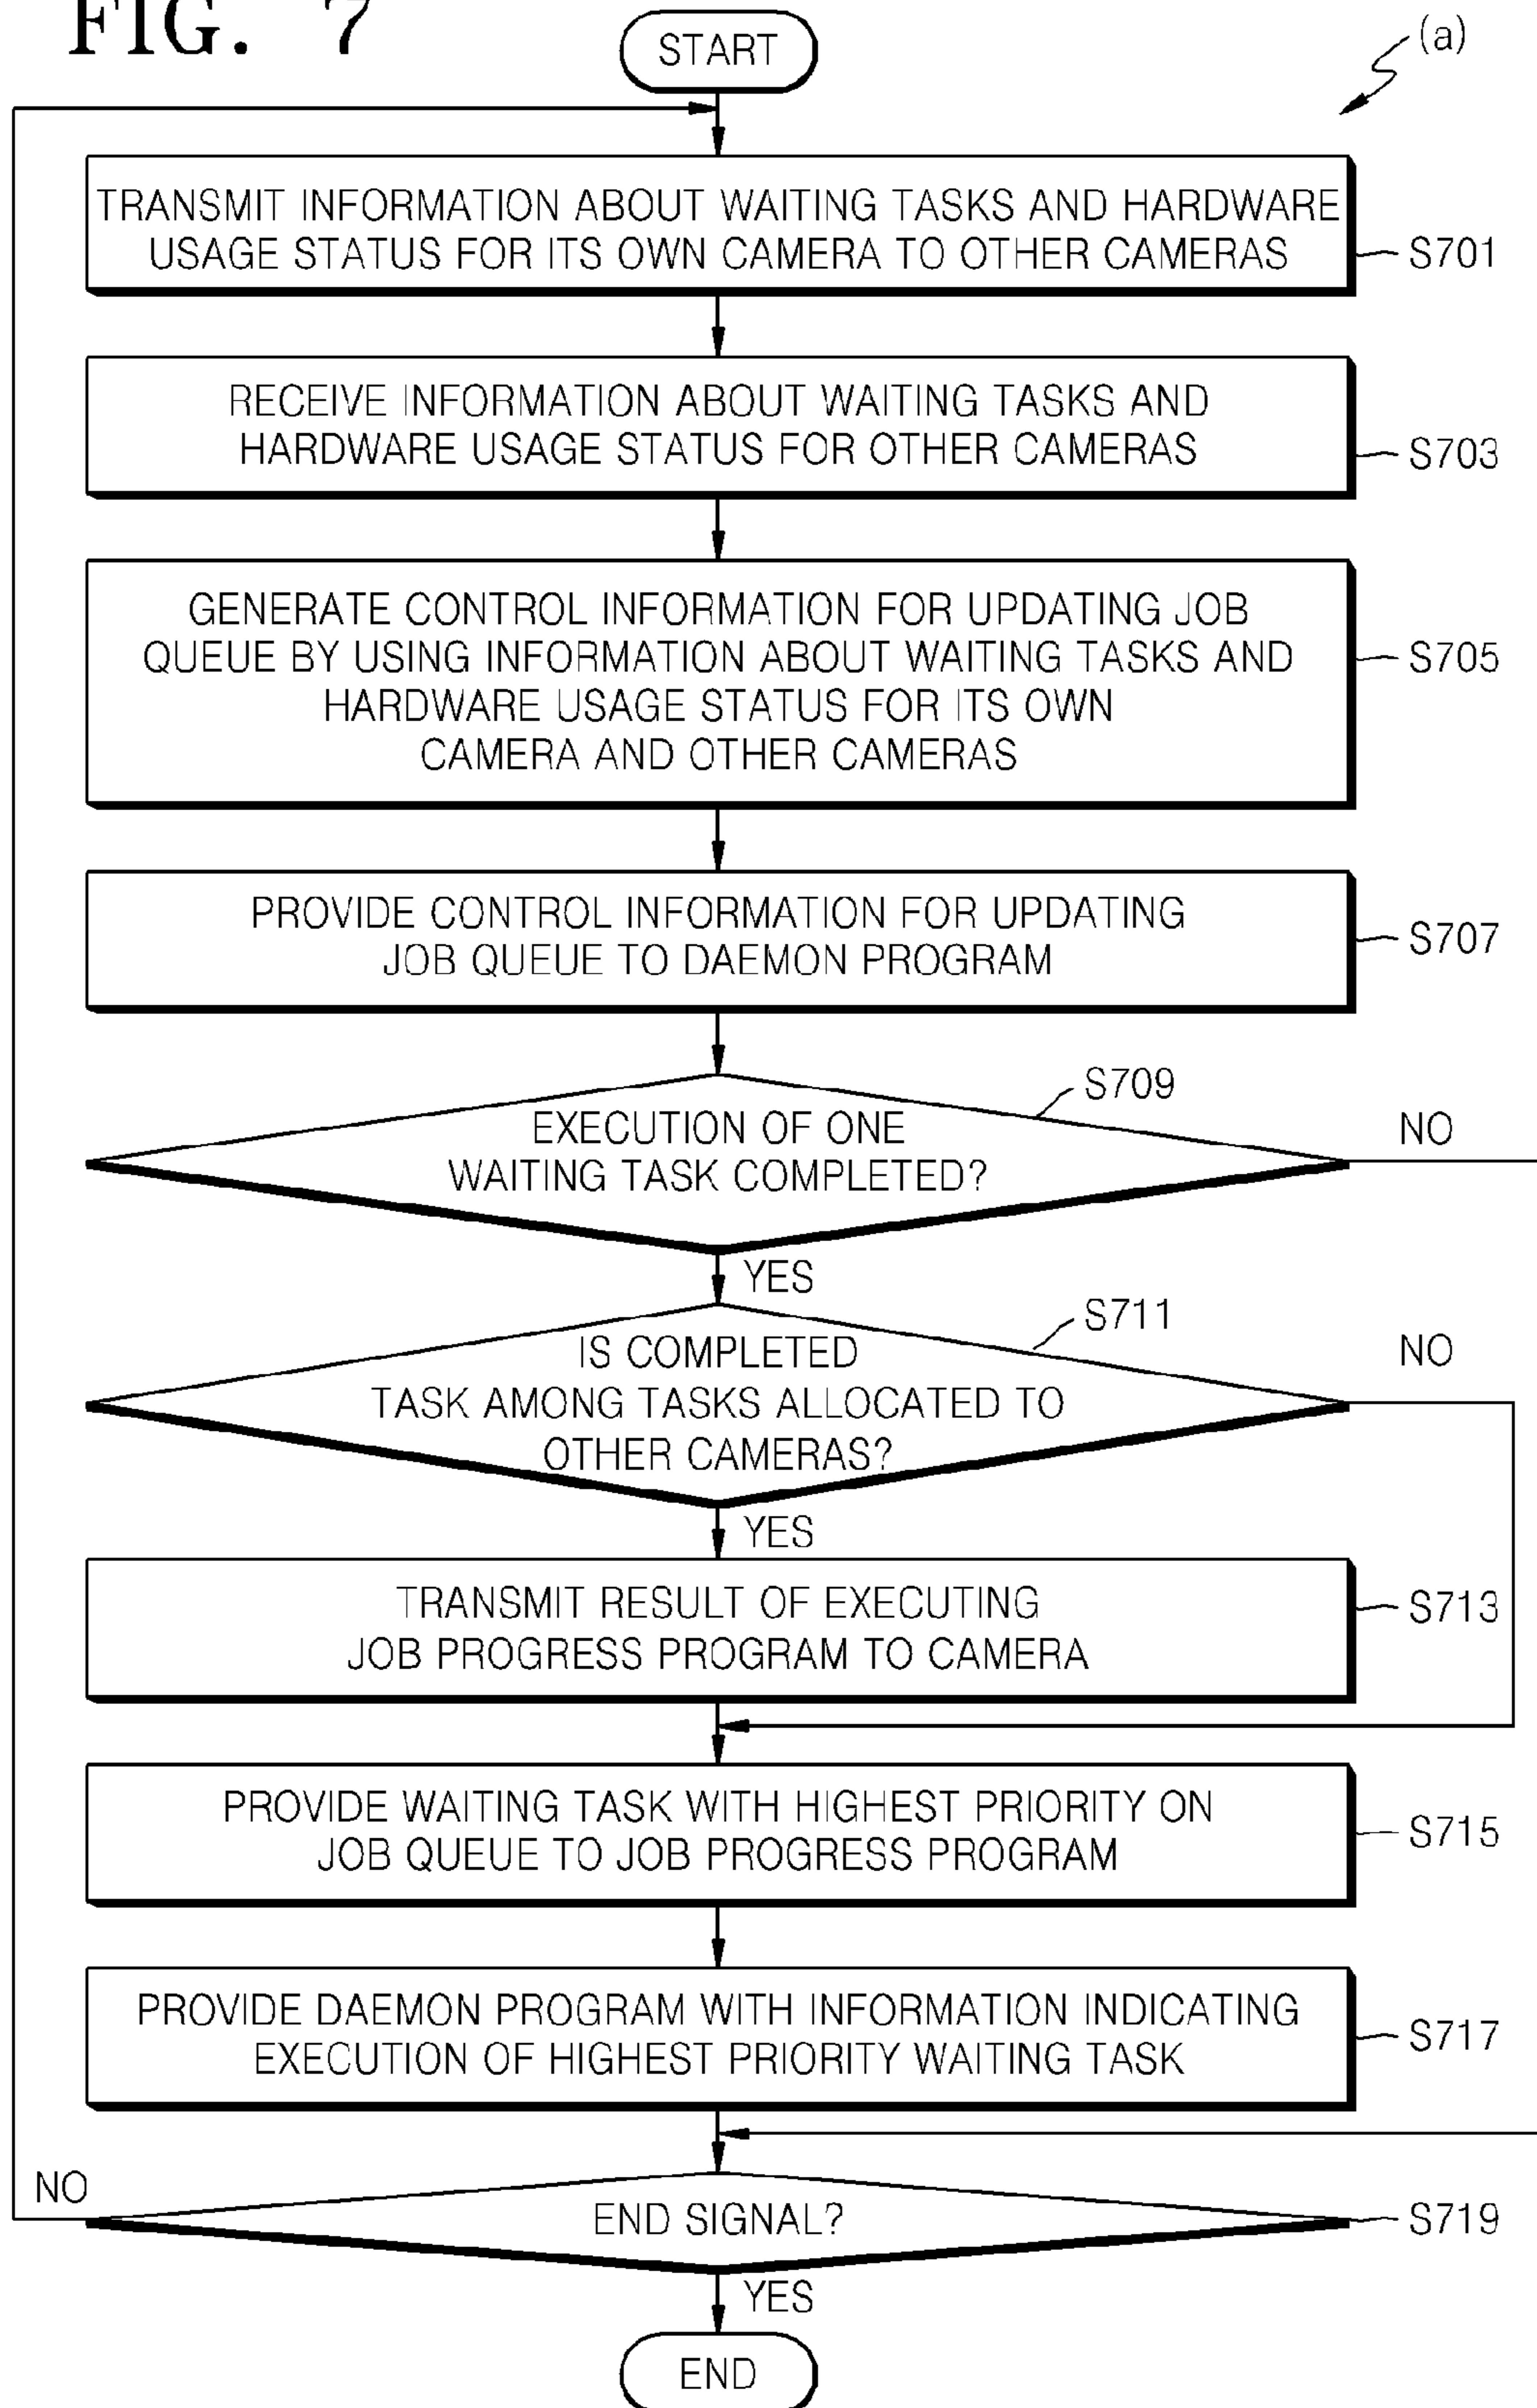 FIG. 7
START
(a)
TRANSMIT INFORMATION ABOUT WAITING TASKS AND HARDWARE
USAGE STATUS FOR ITS OWN CAMERA TO OTHER CAMERAS
S701
RECEIVE INFORMATION ABOUT WAITING TASKS AND
HARDWARE USAGE STATUS FOR OTHER CAMERAS
S703
GENERATE CONTROL INFORMATION FOR UPDATING JOB
QUEUE BY USING INFORMATION ABOUT WAITING TASKS AND
HARDWARE USAGE STATUS FOR ITS OWN
CAMERA AND OTHER CAMERAS
S705
PROVIDE CONTROL INFORMATION FOR UPDATING
JOB QUEUE TO DAEMON PROGRAM
S707
S709
EXECUTION OF ONE
WAITING TASK COMPLETED?
NO
YES
S711
IS COMPLETED
TASK AMONG TASKS ALLOCATED TO
OTHER CAMERAS?
NO
YES
TRANSMIT RESULT OF EXECUTING
JOB PROGRESS PROGRAM TO CAMERA
S713
PROVIDE WAITING TASK WITH HIGHEST PRIORITY ON
JOB QUEUE TO JOB PROGRESS PROGRAM
S715
PROVIDE DAEMON PROGRAM WITH INFORMATION INDICATING
EXECUTION OF HIGHEST PRIORITY WAITING TASK
S717
NO
END SIGNAL?
S719
YES
END